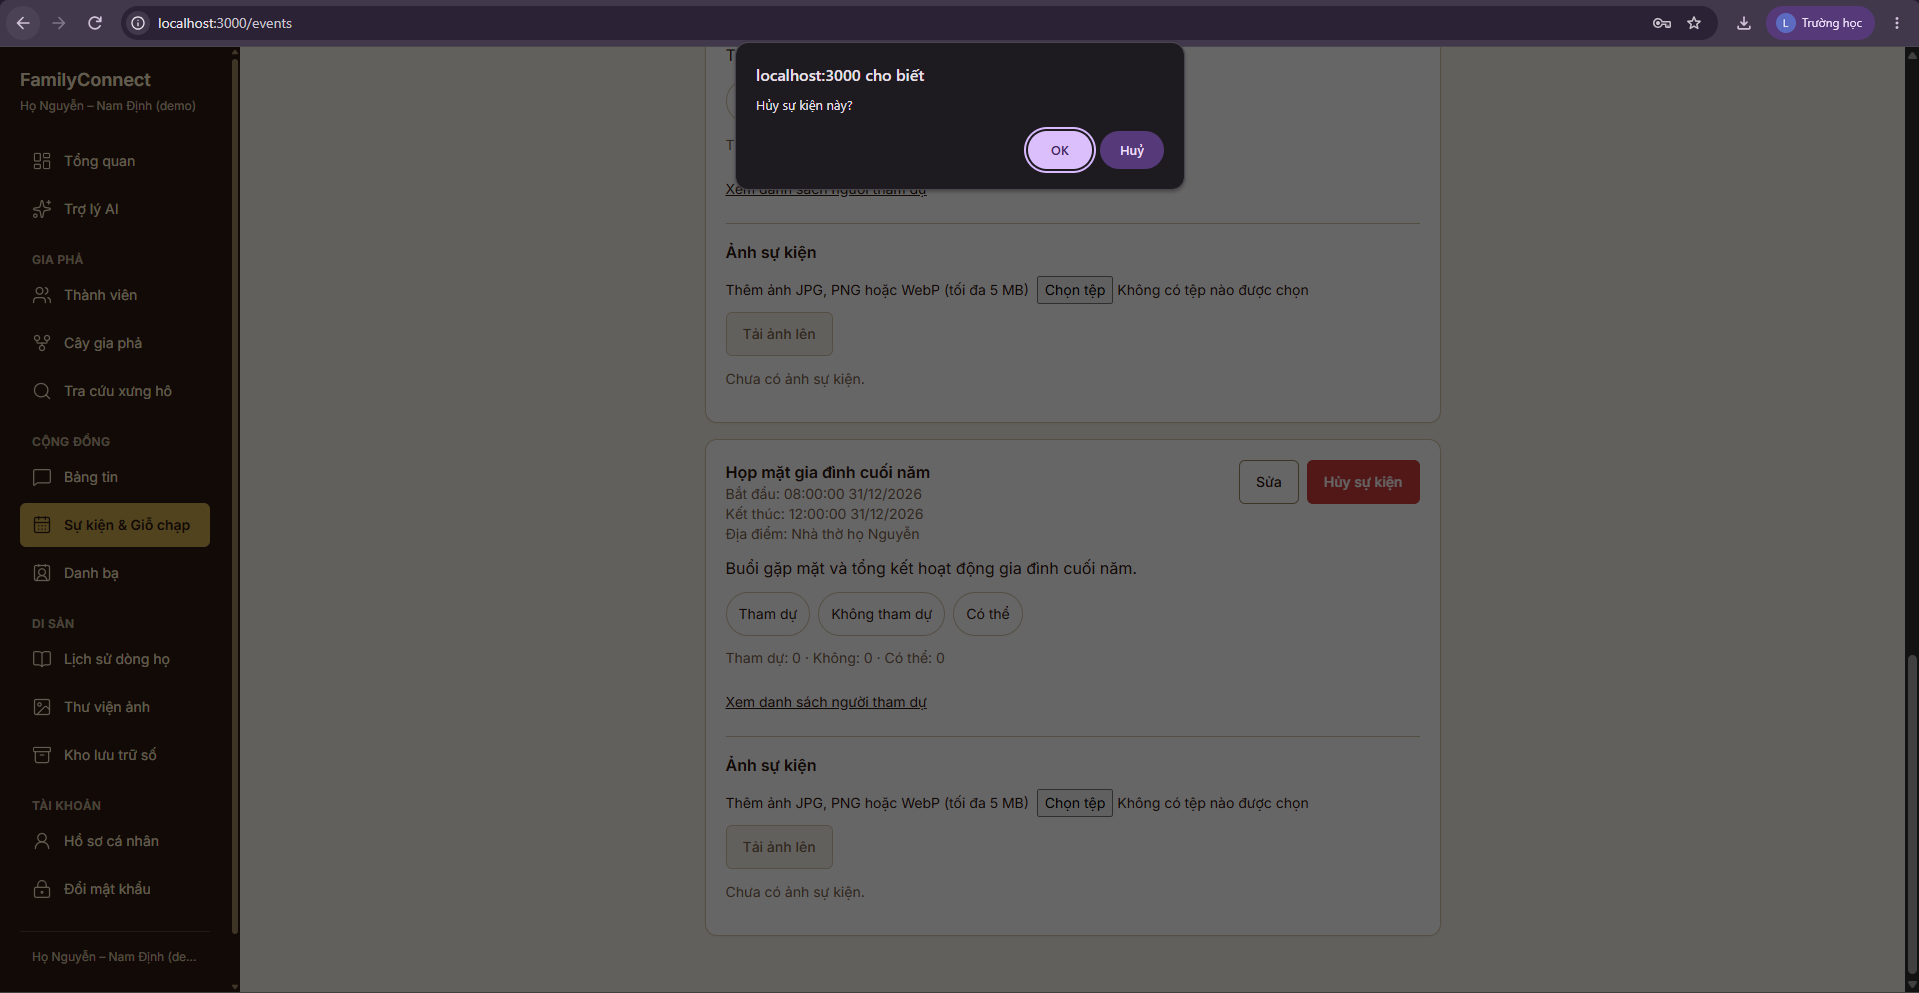 localhost:3000/events
L Trường học
FamilyConnect
Họ Nguyễn – Nam Định (demo)
Tổng quan
Trợ lý AI
GIA PHẢ
Thành viên
Cây gia phả
Tra cứu xưng hô
CỘNG ĐỒNG
Bảng tin
Sự kiện & Giỗ chạp
Danh bạ
DI SẢN
Lịch sử dòng họ
Thư viện ảnh
Kho lưu trữ số
TÀI KHOẢN
Hồ sơ cá nhân
Đổi mật khẩu
Họ Nguyễn – Nam Định (de...
localhost:3000 cho biết
Hủy sự kiện này?
OK
Huỷ
Xem danh sách người tham dự
Ảnh sự kiện
Thêm ảnh JPG, PNG hoặc WebP (tối đa 5 MB) Chọn tệp Không có tệp nào được chọn
Tải ảnh lên
Chưa có ảnh sự kiện.
Họp mặt gia đình cuối năm
Sửa
Hủy sự kiện
Bắt đầu: 08:00:00 31/12/2026
Kết thúc: 12:00:00 31/12/2026
Địa điểm: Nhà thờ họ Nguyễn
Buổi gặp mặt và tổng kết hoạt động gia đình cuối năm.
Tham dự
Không tham dự
Có thể
Tham dự: 0 · Không: 0 · Có thể: 0
Xem danh sách người tham dự
Ảnh sự kiện
Thêm ảnh JPG, PNG hoặc WebP (tối đa 5 MB) Chọn tệp Không có tệp nào được chọn
Tải ảnh lên
Chưa có ảnh sự kiện.